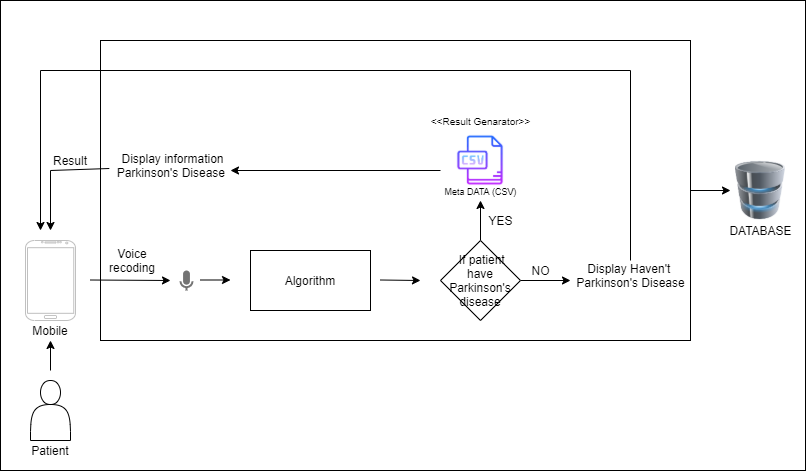 <<Result Genarator>>
CSV
Meta DATA (CSV)
Result
Display information
Parkinson's Disease
YES
DATABASE
Voice
recoding
Algorithm
If patient
have
Parkinson's
disease
NO
Display Haven't
Parkinson's Disease
Mobile
Patient